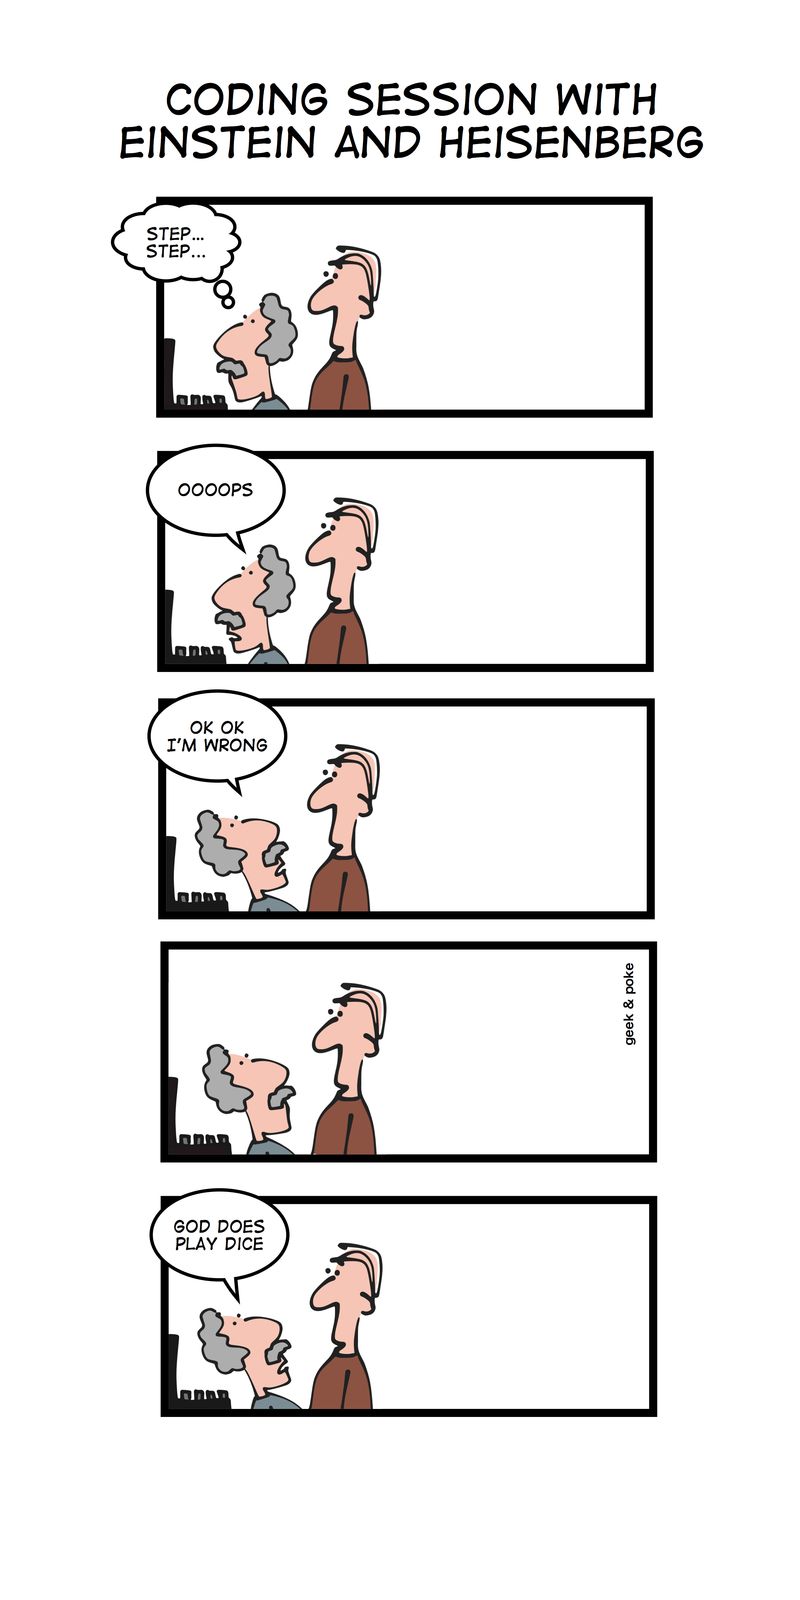 CODING SESSION WITH
EINSTEIN AND HEISENBERG
STEP...
STEP...
OOOOPS
OK OK
I'M WRONG
geek & poke
GOD DOES
PLAY DICE